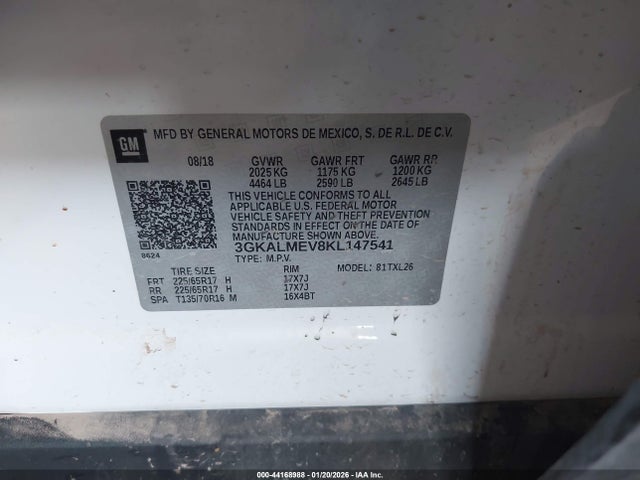 GM
MFD BY GENERAL MOTORS DE MEXICO, S. DE R.L. DE C.V.
08/18 GVWR GAWR FRT GAWR RR
2025 KG 1175 KG 1200 KG
4464 LB 2590 LB 2645 LB
THIS VEHICLE CONFORMS TO ALL
APPLICABLE U.S. FEDERAL MOTOR
VEHICLE SAFETY AND THEFT PREVENTION
STANDARDS IN EFFECT ON THE DATE OF
MANUFACTURE SHOWN ABOVE.
3GKALMEV8KL147541
8624 TYPE: M.P.V.
TIRE SIZE RIM MODEL: 81TXL26
FRT 225/65R17 H 17X7J
RR 225/65R17 H 17X7J
SPA T135/70R16 M 16X4BT
000-44168988 - 01/20/2026 - IAA Inc.